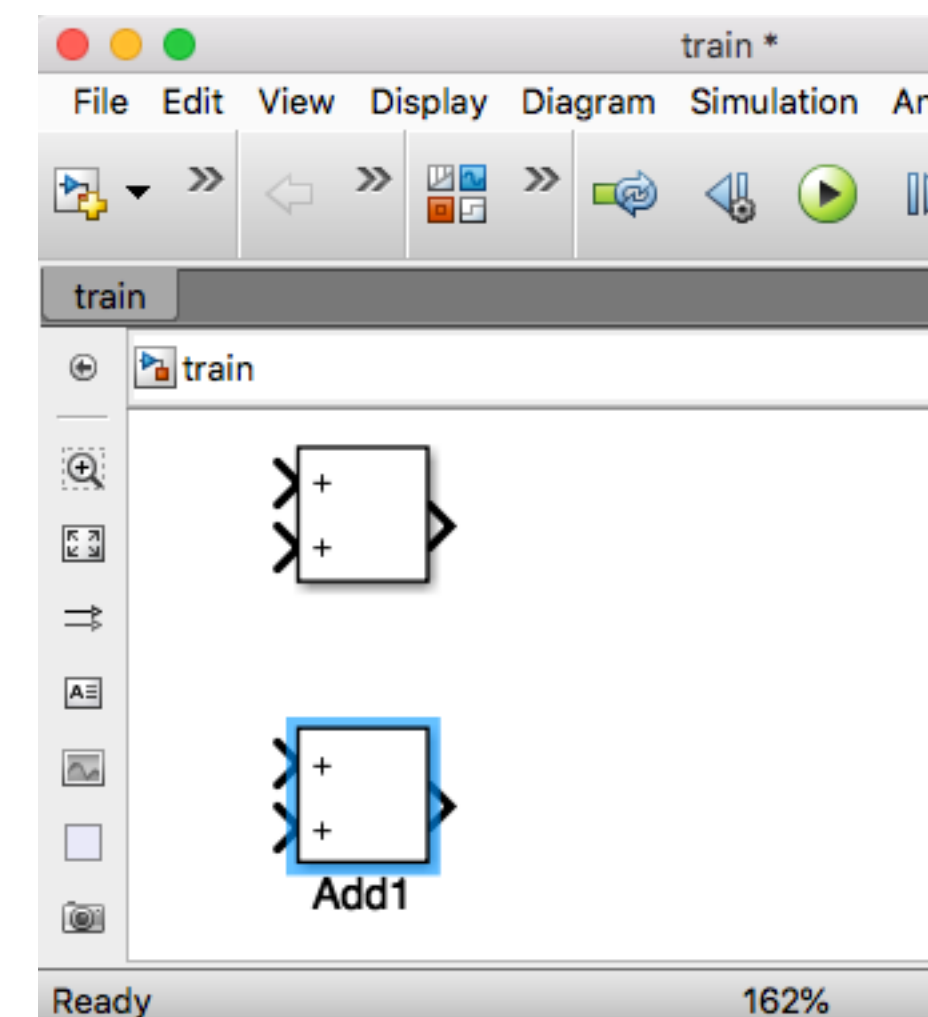 train *
File Edit View Display Diagram Simulation
train
train
+
+
+
+
Add1
Ready 162%